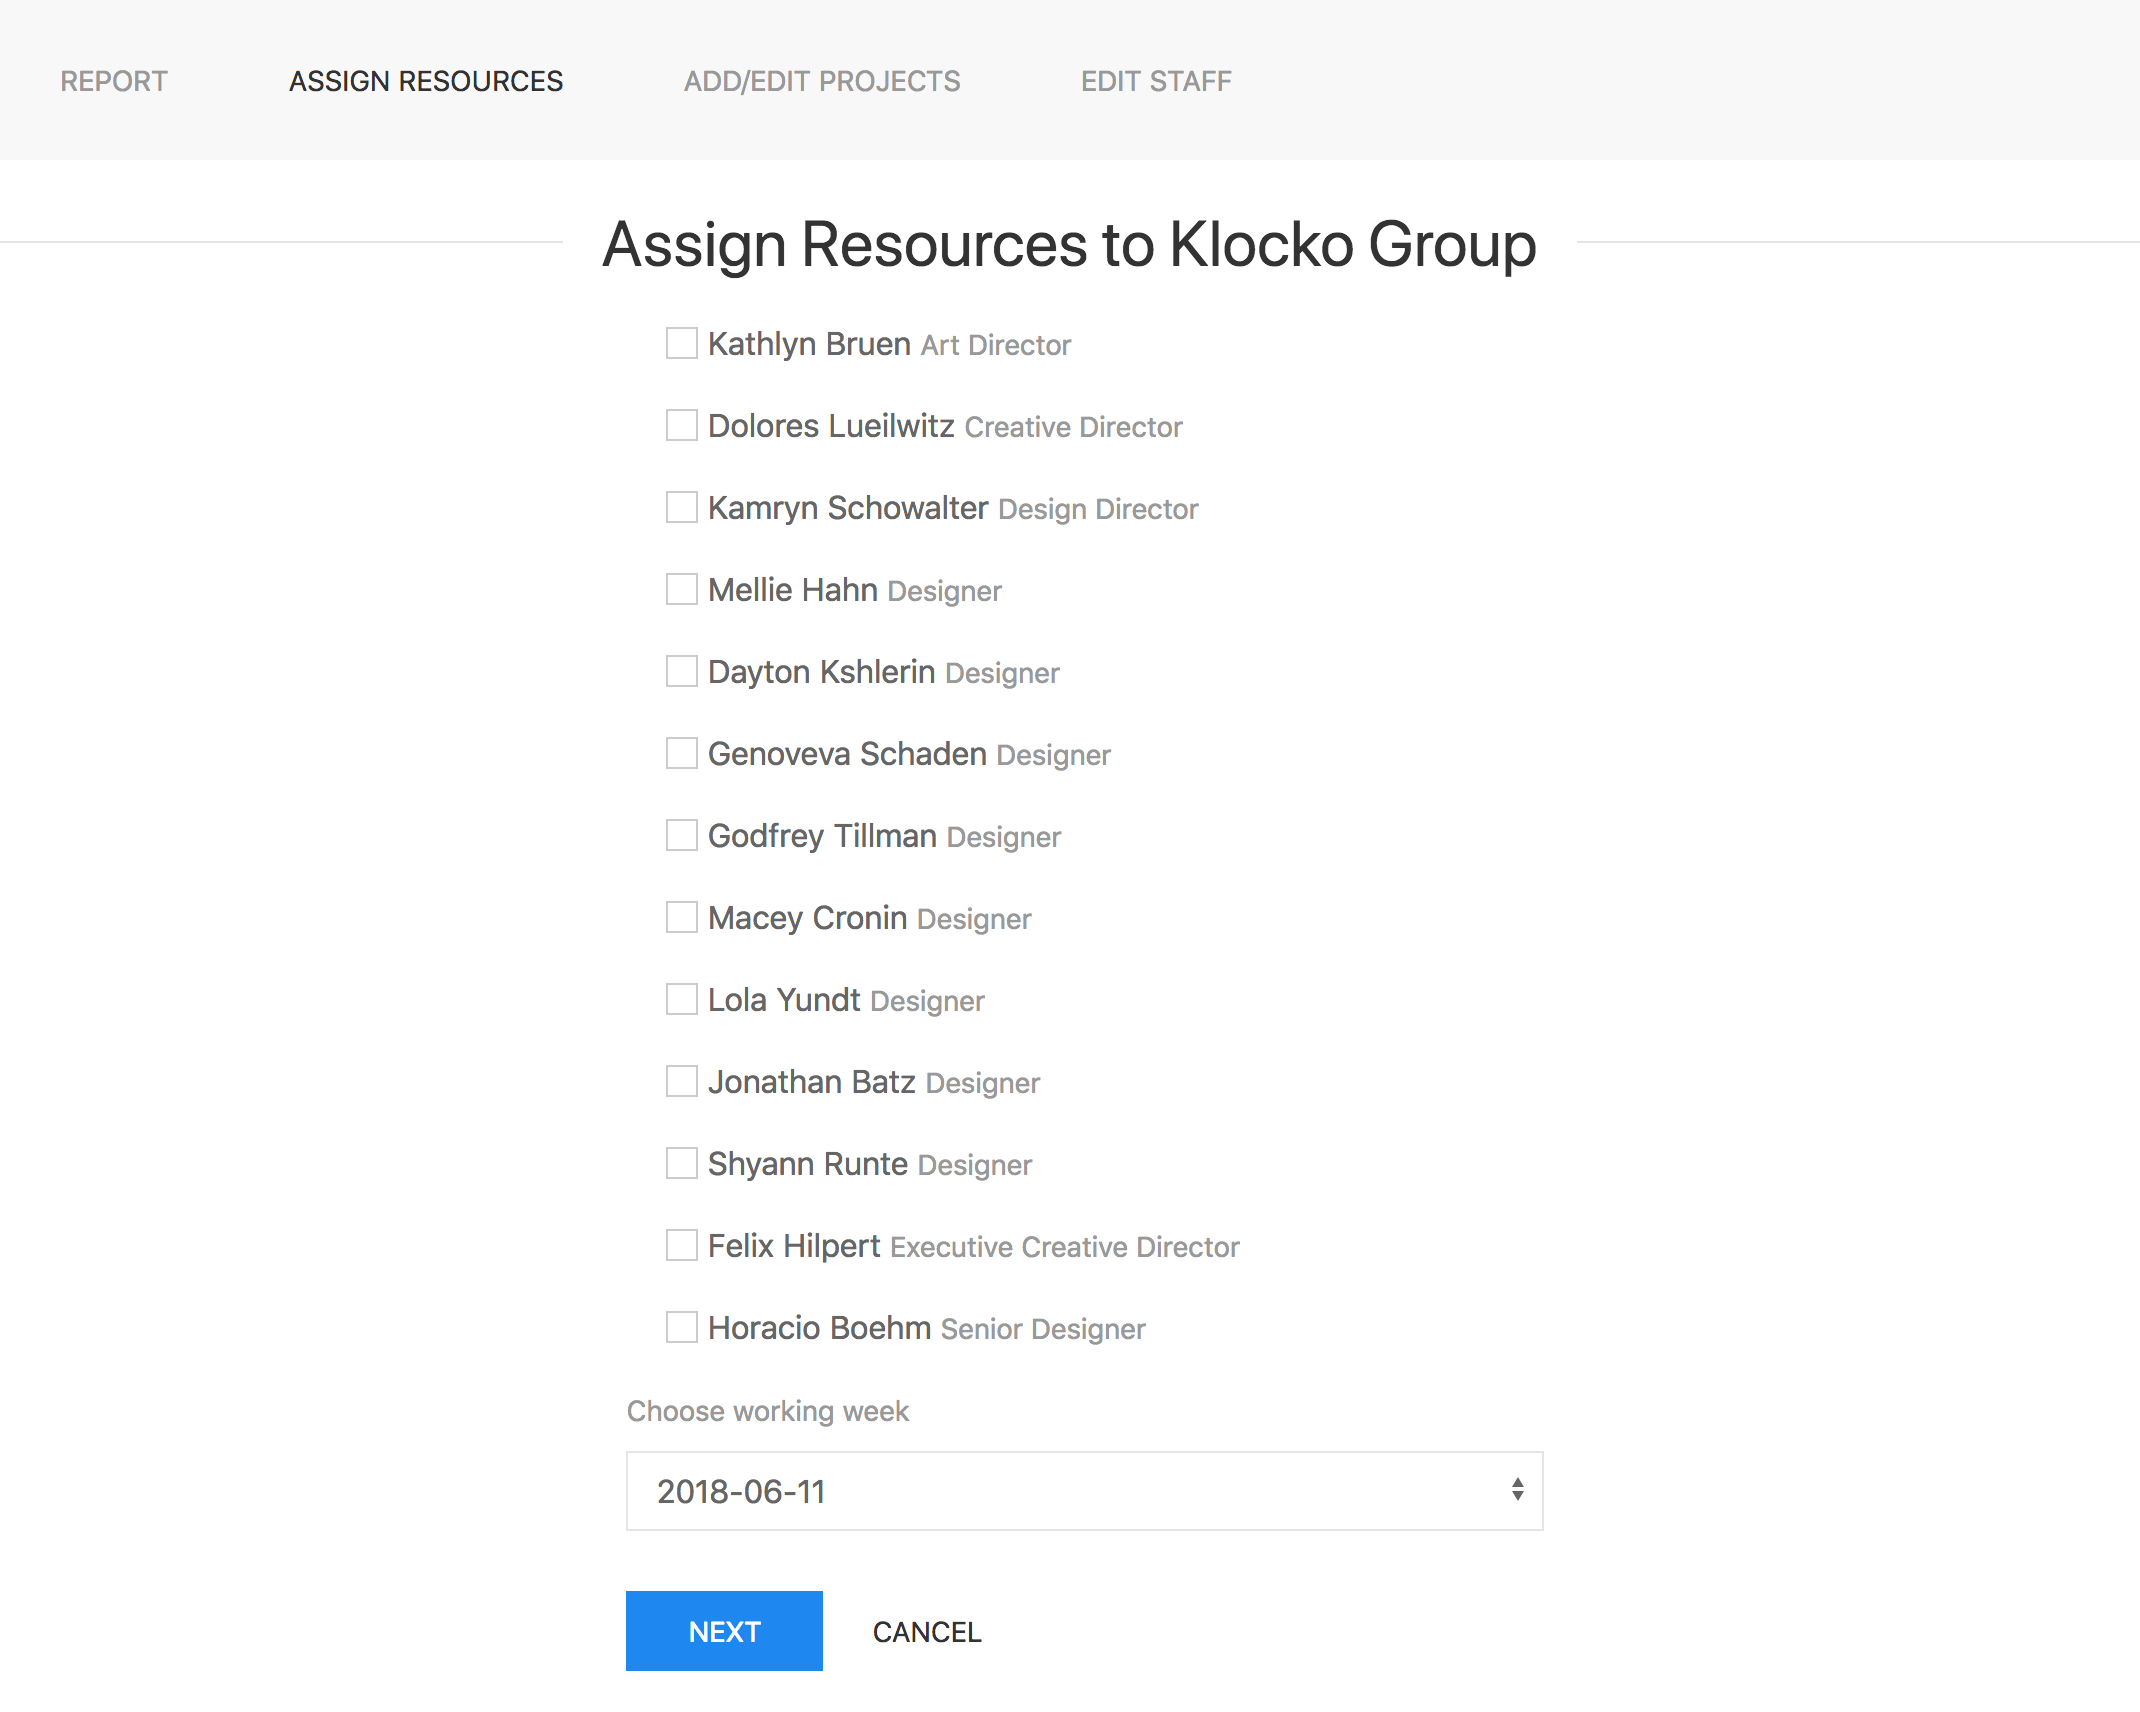 REPORT ASSIGN RESOURCES ADD/EDIT PROJECTS EDIT STAFF
Assign Resources to Klocko Group
Kathlyn Bruen Art Director
Dolores Lueilwitz Creative Director
Kamryn Schowalter Design Director
Mellie Hahn Designer
Dayton Kshlerin Designer
Genoveva Schaden Designer
Godfrey Tillman Designer
Macey Cronin Designer
Lola Yundt Designer
Jonathan Batz Designer
Shyann Runte Designer
Felix Hilpert Executive Creative Director
Horacio Boehm Senior Designer
Choose working week
2018-06-11
NEXT CANCEL